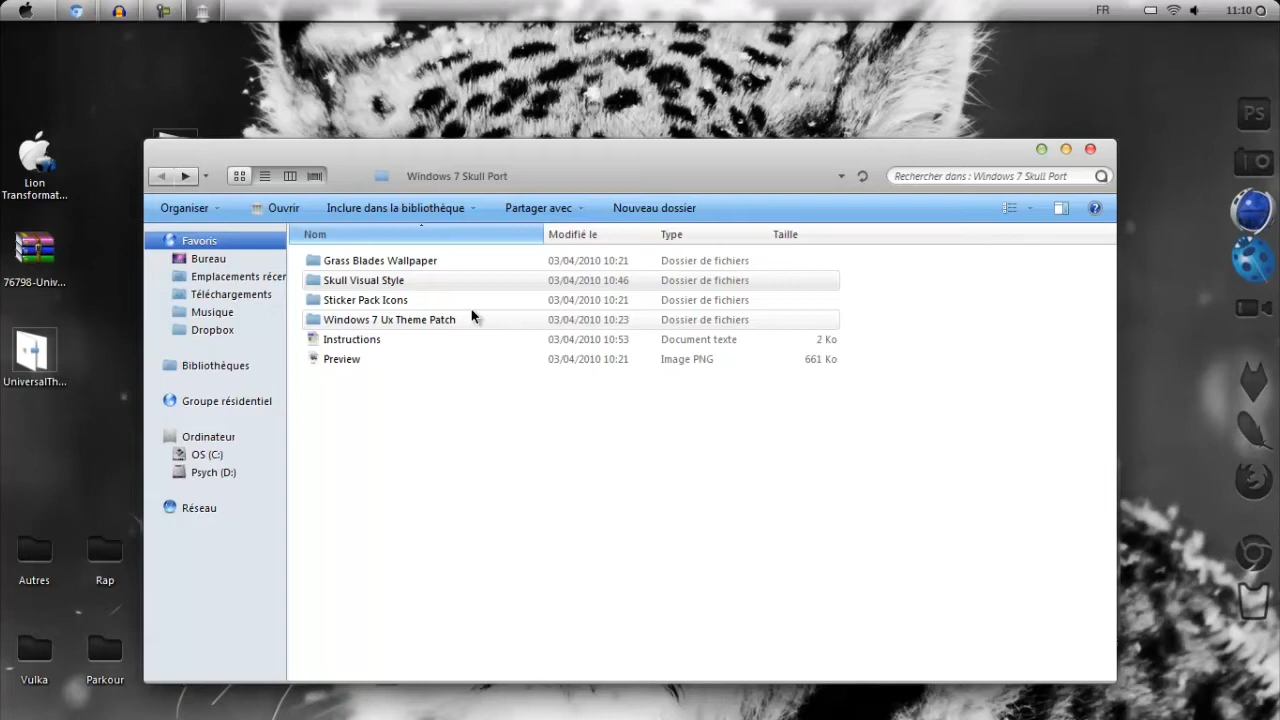 FR
11:10
Ps
Lion
Transformat...
76798-Univ...
UniversalTh...
Autres
Rap
Vulka
Parkour
Windows 7 Skull Port
Rechercher dans : Windows 7 Skull Port
Organiser
Ouvrir
Inclure dans la bibliothèque
Partager avec
Nouveau dossier
Favoris
Bureau
Emplacements récer
Téléchargements
Musique
Dropbox
Bibliothèques
Groupe résidentiel
Ordinateur
OS (C:)
Psych (D:)
Réseau
Nom Modifié le Type Taille
Grass Blades Wallpaper 03/04/2010 10:21 Dossier de fichiers
Skull Visual Style 03/04/2010 10:46 Dossier de fichiers
Sticker Pack Icons 03/04/2010 10:21 Dossier de fichiers
Windows 7 Ux Theme Patch 03/04/2010 10:23 Dossier de fichiers
Instructions 03/04/2010 10:53 Document texte 2 Ko
Preview 03/04/2010 10:21 Image PNG 661 Ko